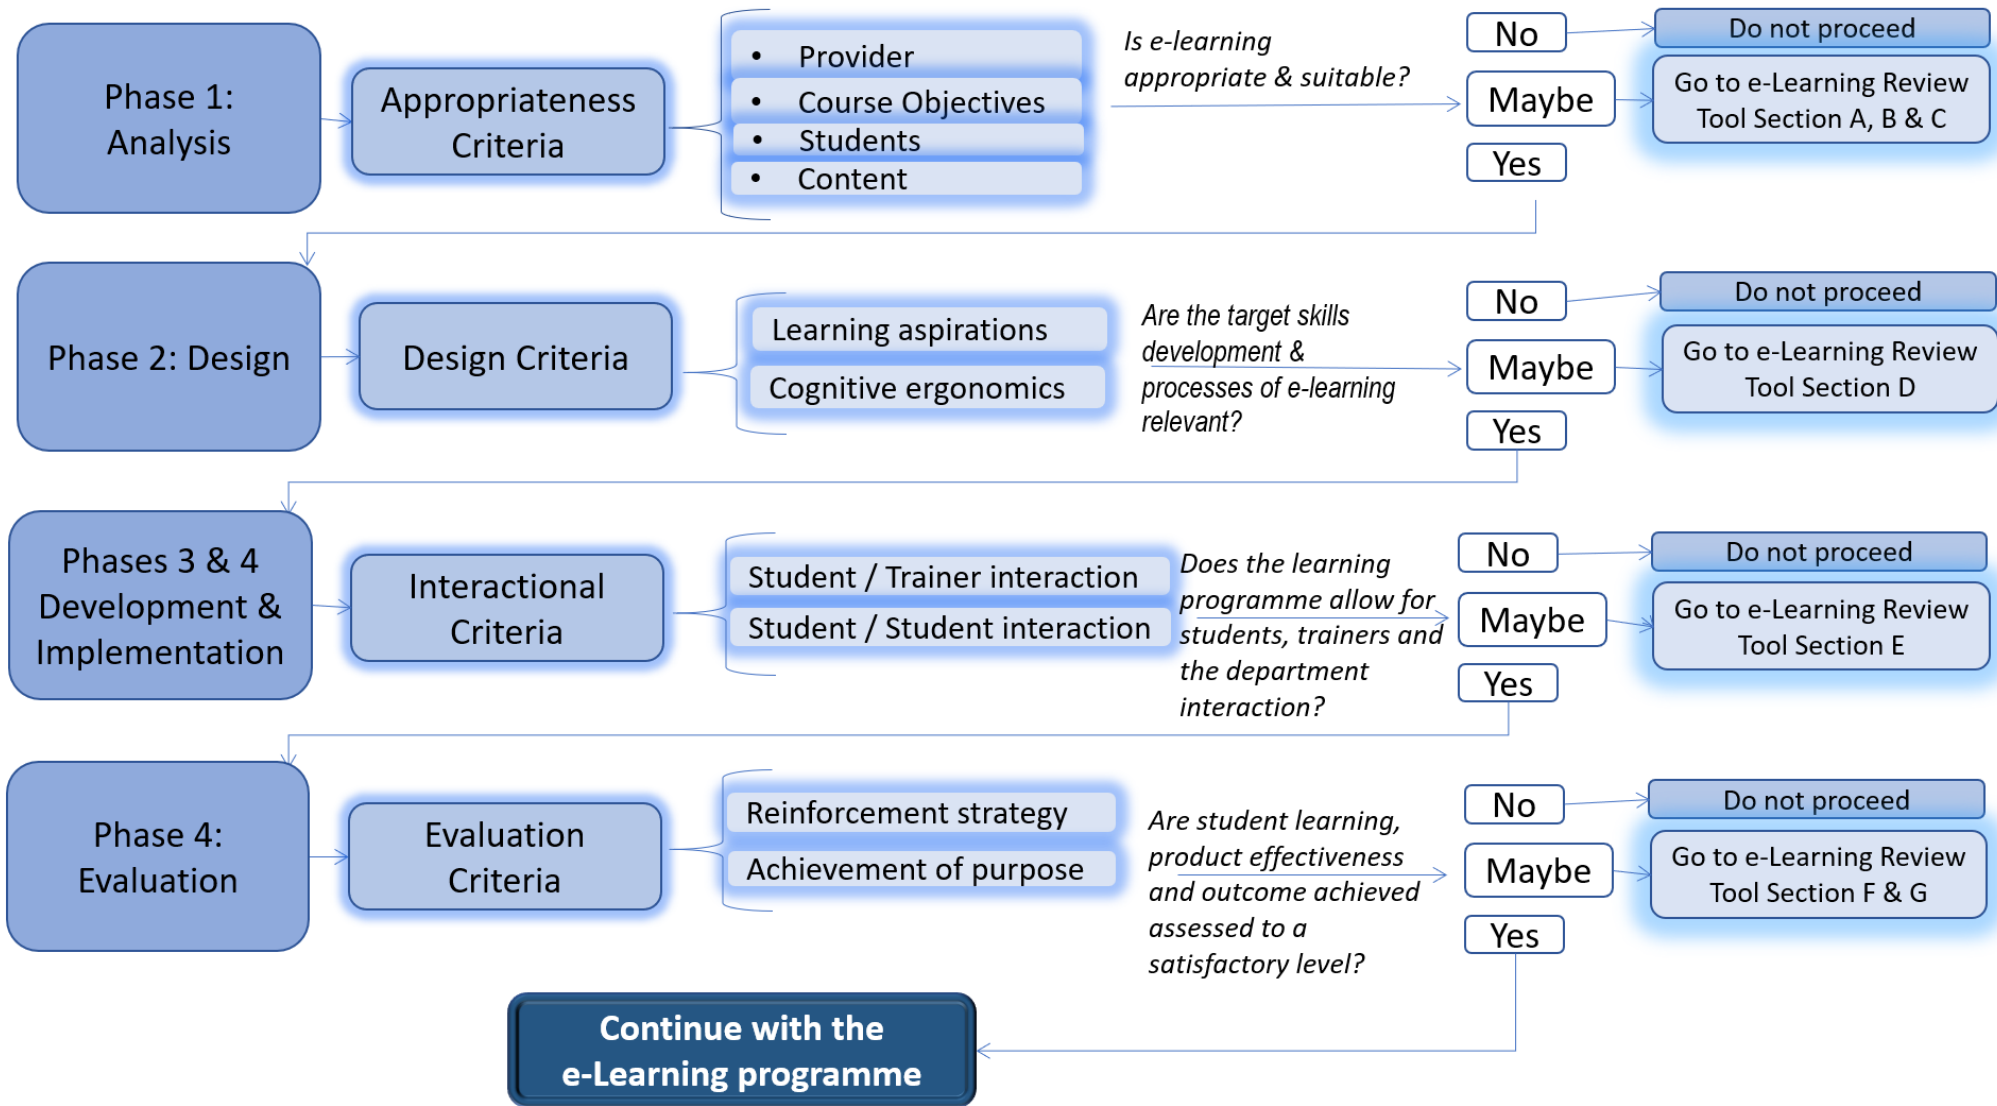 Phase 1:
Analysis
Appropriateness
Criteria
• Provider
• Course Objectives
• Students
• Content
Is e-learning
appropriate & suitable?
No
Do not proceed
Maybe
Go to e-Learning Review
Tool Section A, B & C
Yes
Phase 2: Design
Design Criteria
Learning aspirations
Cognitive ergonomics
Are the target skills
development &
processes of e-learning
relevant?
No
Do not proceed
Maybe
Go to e-Learning Review
Tool Section D
Yes
Phases 3 & 4
Development &
Implementation
Interactional
Criteria
Student / Trainer interaction
Student / Student interaction
Does the learning
programme allow for
students, trainers and
the department
interaction?
No
Do not proceed
Maybe
Go to e-Learning Review
Tool Section E
Yes
Phase 4:
Evaluation
Evaluation
Criteria
Reinforcement strategy
Achievement of purpose
Are student learning,
product effectiveness
and outcome achieved
assessed to a
satisfactory level?
No
Do not proceed
Maybe
Go to e-Learning Review
Tool Section F & G
Yes
Continue with the
e-Learning programme